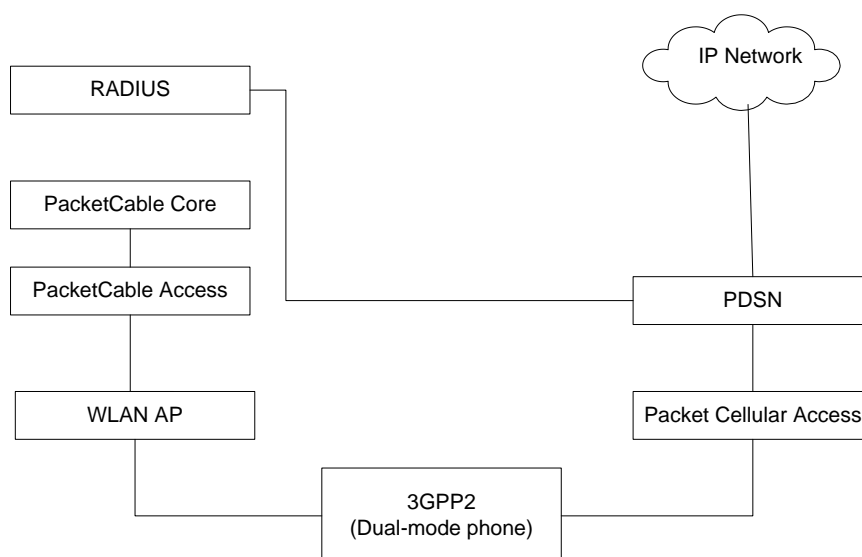 IP Network
RADIUS
PacketCable Core
PacketCable Access
PDSN
WLAN AP
Packet Cellular Access
3GPP2
(Dual-mode phone)